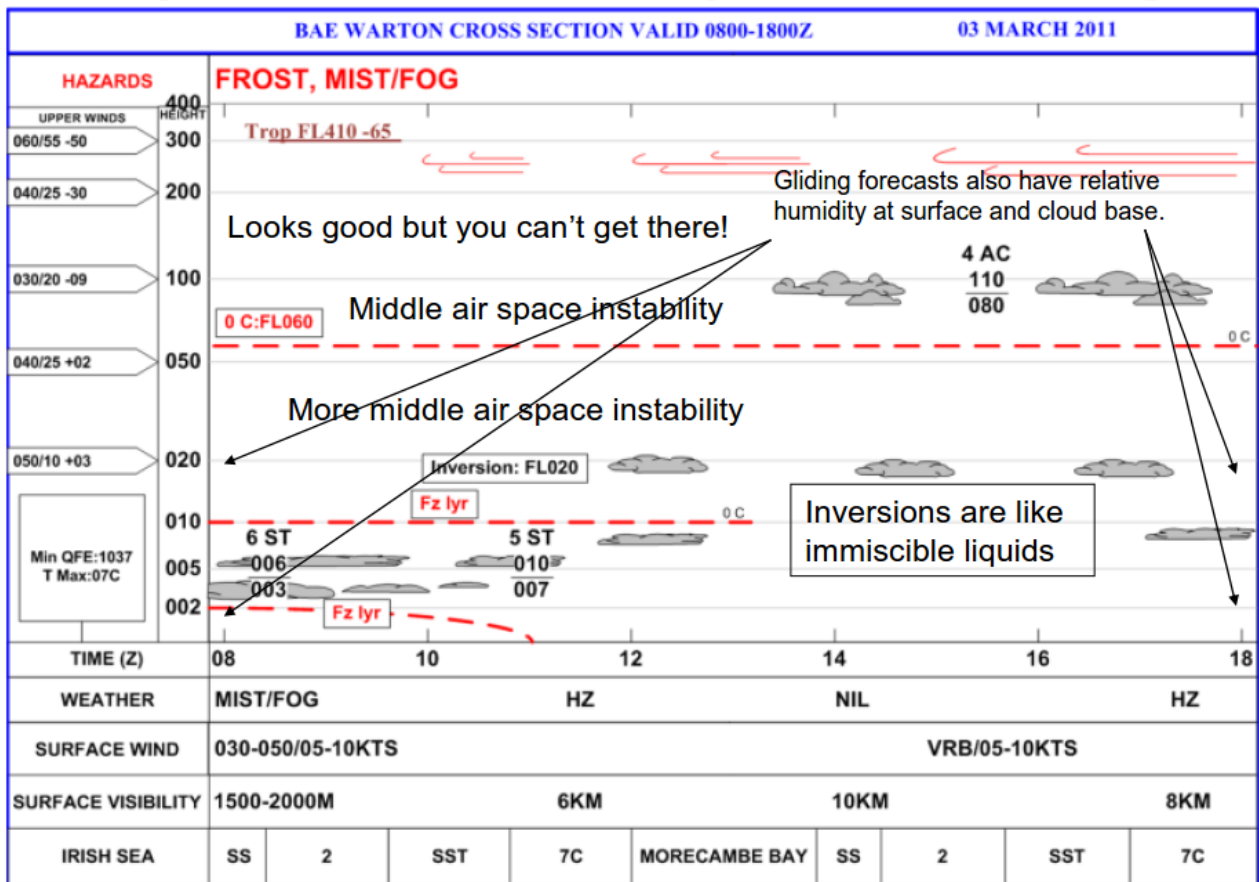 BAE WARTON CROSS SECTION VALID 0800-1800Z 03 MARCH 2011
HAZARDS FROST, MIST/FOG
UPPER WINDS HEIGHT 400
Trop FL410 -65
060/55 -50 300
040/25 -30 200
Gliding forecasts also have relative
humidity at surface and cloud base.
Looks good but you can't get there!
4 AC
030/20 -09 100 110
080
Middle air space instability
0 C:FL060
0 C
040/25 +02 050
More middle air space instability
050/10 +03 020 Inversion: FL020
Fz lyr
Inversions are like
immiscible liquids
010 0 C
6 ST 5 ST
Min QFE:1037
T Max:07C
005 006 010
003 007
002 Fz lyr
TIME (Z) 08 10 12 14 16 18
WEATHER MIST/FOG HZ NIL HZ
SURFACE WIND 030-050/05-10KTS VRB/05-10KTS
SURFACE VISIBILITY 1500-2000M 6KM 10KM 8KM
IRISH SEA SS 2 SST 7C MORECAMBE BAY SS 2 SST 7C